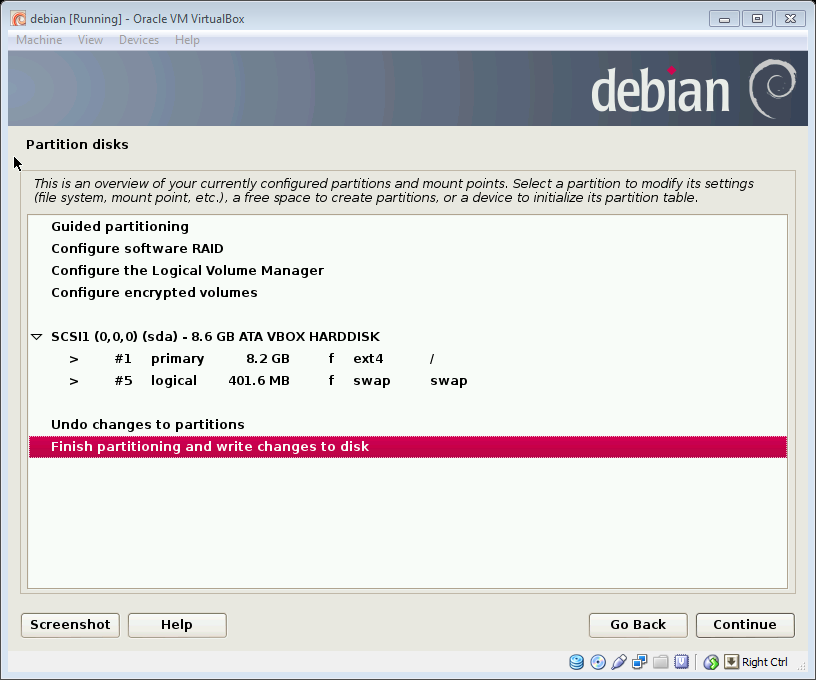 debian [Running] - Oracle VM VirtualBox
Machine View Devices Help
debian
Partition disks
This is an overview of your currently configured partitions and mount points. Select a partition to modify its settings
(file system, mount point, etc.), a free space to create partitions, or a device to initialize its partition table.
Guided partitioning
Configure software RAID
Configure the Logical Volume Manager
Configure encrypted volumes
SCSI1 (0,0,0) (sda) - 8.6 GB ATA VBOX HARDDISK
> #1 primary 8.2 GB f ext4 /
> #5 logical 401.6 MB f swap swap
Undo changes to partitions
Finish partitioning and write changes to disk
Screenshot Help Go Back Continue
Right Ctrl